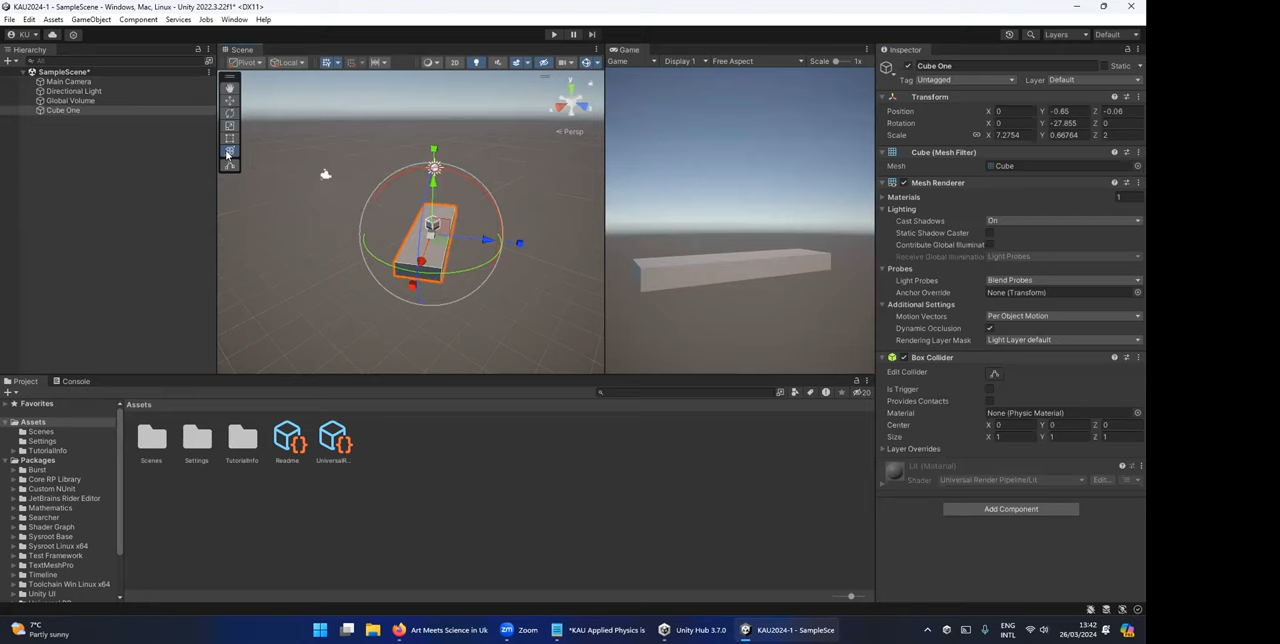 KAU2024-1 - SampleScene - Windows, Mac, Linux - Unity 2022.3.22f1* <DX11>
File Edit Assets GameObject Component Services Jobs Window Help
KU
Layers Default
Hierarchy
All
SampleScene*
Main Camera
Directional Light
Global Volume
Cube One
Scene
Pivot Local 2D
y
Persp
Game
Game Display 1 Free Aspect Scale 1x
Inspector
Cube One Static
Tag Untagged Layer Default
Transform
Position X 0 Y -0.65 Z -0.06
Rotation X 0 Y -27.855 Z 0
Scale X 7.2754 Y 0.66764 Z 2
Cube (Mesh Filter)
Mesh Cube
Mesh Renderer
Materials 1
Lighting
Cast Shadows On
Static Shadow Caster
Contribute Global Illuminat
Receive Global Illumination Light Probes
Probes
Light Probes Blend Probes
Anchor Override None (Transform)
Additional Settings
Motion Vectors Per Object Motion
Dynamic Occlusion
Rendering Layer Mask Light Layer default
Box Collider
Edit Collider
Is Trigger
Provides Contacts
Material None (Physic Material)
Center X 0 Y 0 Z 0
Size X 1 Y 1 Z 1
Layer Overrides
Lit (Material)
Shader Universal Render Pipeline/Lit Edit...
Add Component
Project Console
20
Favorites
Assets
Scenes
Settings
TutorialInfo
Packages
Burst
Core RP Library
Custom NUnit
JetBrains Rider Editor
Mathematics
Searcher
Shader Graph
Sysroot Base
Sysroot Linux x64
Test Framework
TextMeshPro
Timeline
Toolchain Win Linux x64
Unity UI
Assets
Scenes Settings TutorialInfo Readme UniversalR...
7°C
Partly sunny
Art Meets Science in Uk
Zoom
*KAU Applied Physics is
Unity Hub 3.7.0
KAU2024-1 - SampleSce
ENG
INTL
13:42
26/03/2024